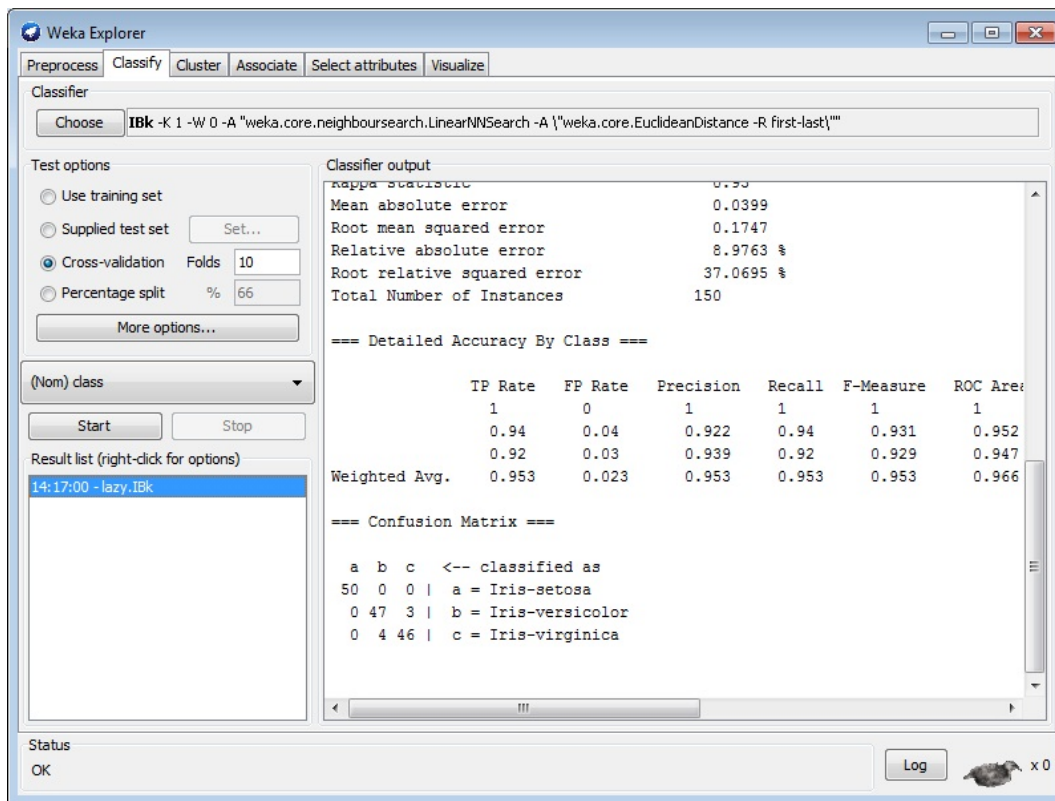 Weka Explorer
Preprocess Classify Cluster Associate Select attributes Visualize
Classifier
Choose IBk -K 1 -W 0 -A "weka.core.neighboursearch.LinearNNSearch -A \"weka.core.EuclideanDistance -R first-last\""
Test options
Use training set
Supplied test set Set...
Cross-validation Folds 10
Percentage split % 66
More options...
(Nom) class
Start Stop
Result list (right-click for options)
14:17:00 - lazy.IBk
Classifier output
Kappa statistic 0.93
Mean absolute error 0.0399
Root mean squared error 0.1747
Relative absolute error 8.9763 %
Root relative squared error 37.0695 %
Total Number of Instances 150
=== Detailed Accuracy By Class ===
TP Rate FP Rate Precision Recall F-Measure ROC Area
1 0 1 1 1 1
0.94 0.04 0.922 0.94 0.931 0.952
0.92 0.03 0.939 0.92 0.929 0.947
Weighted Avg. 0.953 0.023 0.953 0.953 0.953 0.966
=== Confusion Matrix ===
a b c <-- classified as
50 0 0 | a = Iris-setosa
0 47 3 | b = Iris-versicolor
0 4 46 | c = Iris-virginica
Status
OK
Log x 0